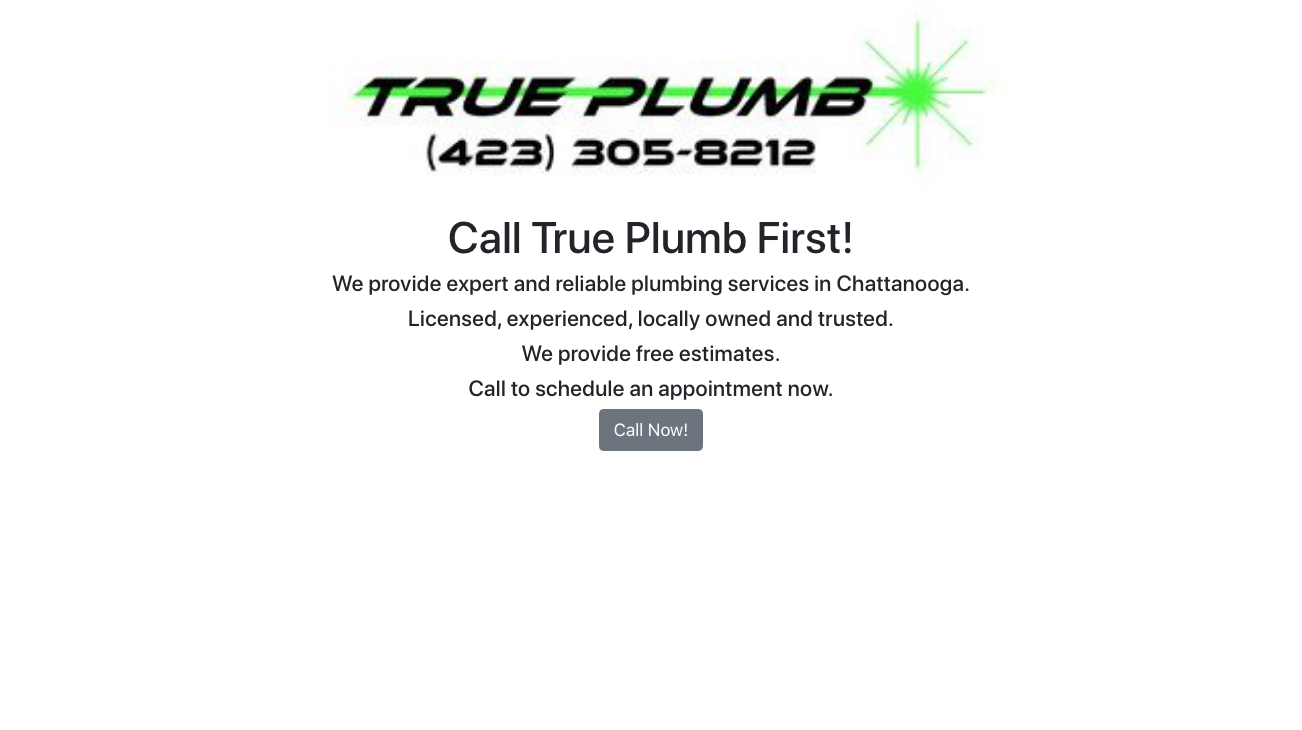 TRUE PLUMB
(423) 305-8212
Call True Plumb First!
We provide expert and reliable plumbing services in Chattanooga.
Licensed, experienced, locally owned and trusted.
We provide free estimates.
Call to schedule an appointment now.
Call Now!